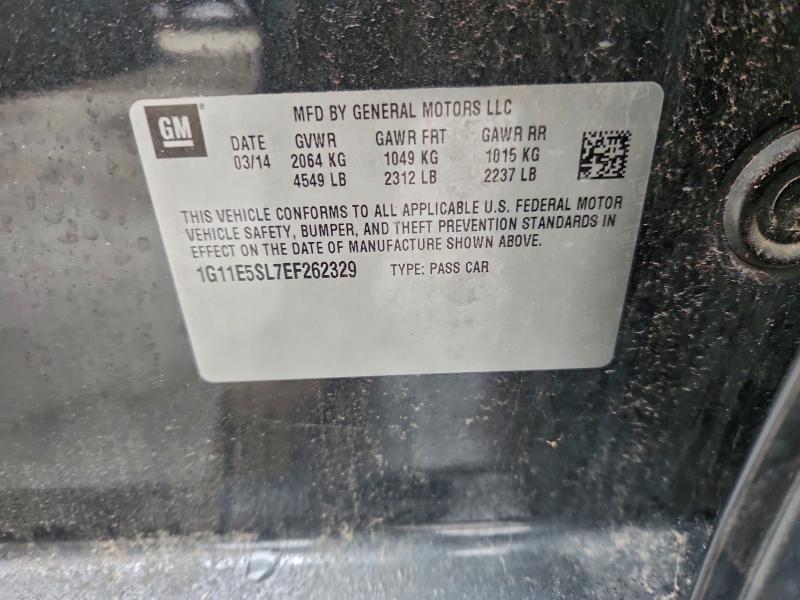 GM
MFD BY GENERAL MOTORS LLC
DATE GVWR GAWR FRT GAWR RR
03/14 2064 KG 1049 KG 1015 KG
4549 LB 2312 LB 2237 LB
THIS VEHICLE CONFORMS TO ALL APPLICABLE U.S. FEDERAL MOTOR
VEHICLE SAFETY, BUMPER, AND THEFT PREVENTION STANDARDS IN
EFFECT ON THE DATE OF MANUFACTURE SHOWN ABOVE.
1G11E5SL7EF262329 TYPE: PASS CAR